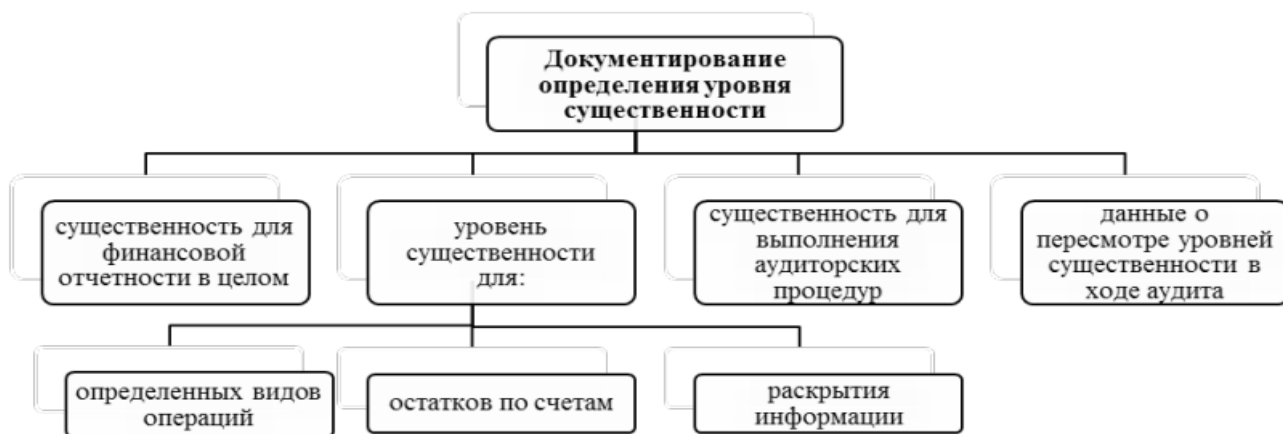 Документирование
определения уровня
существенности
существенность для
финансовой
отчетности в целом
уровень
существенности
для:
существенность для
выполнения
аудиторских
процедур
данные о
пересмотре уровней
существенности в
ходе аудита
определенных видов
операций
остатков по счетам
раскрытия
информации